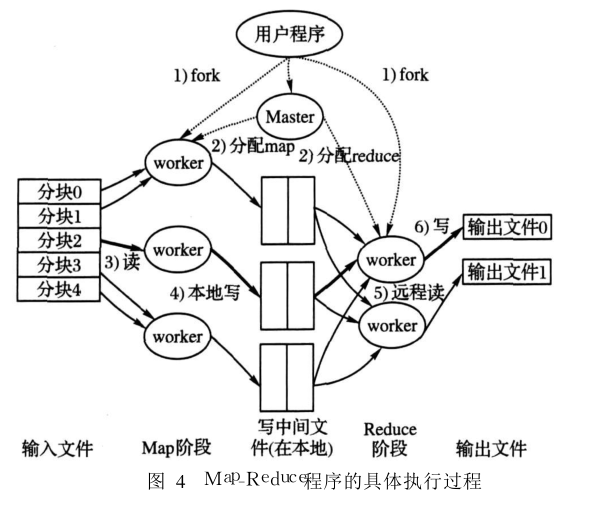 用户程序
1) fork
1) fork
Master
2) 分配map
2) 分配reduce
worker
分块0
分块1
分块2
分块3
分块4
3) 读
worker
4) 本地写
worker
worker
5) 远程读
worker
6) 写
输出文件0
输出文件1
输入文件
Map阶段
写中间文
件(在本地)
Reduce
阶段
输出文件
图 4 Map-Reduce程序的具体执行过程